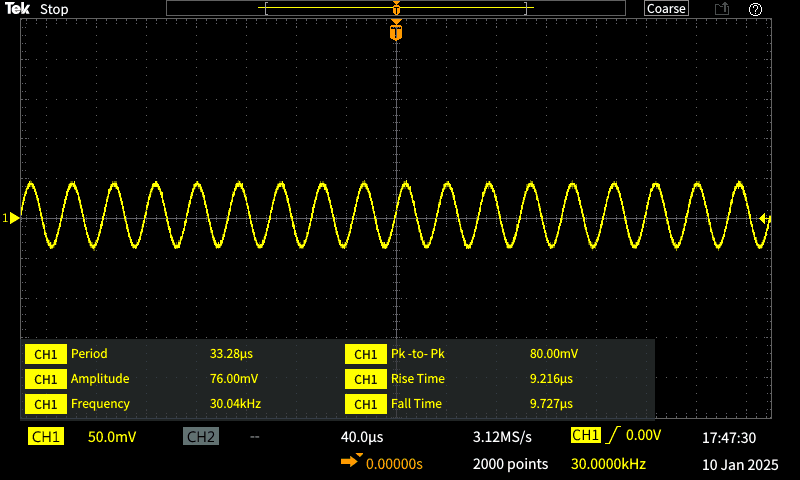 Tek Stop T Coarse ?
T
1
CH1 Period 33.28µs CH1 Pk -to- Pk 80.00mV
CH1 Amplitude 76.00mV CH1 Rise Time 9.216µs
CH1 Frequency 30.04kHz CH1 Fall Time 9.727µs
CH1 50.0mV CH2 -- 40.0µs 3.12MS/s CH1 0.00V 17:47:30
0.00000s 2000 points 30.0000kHz 10 Jan 2025